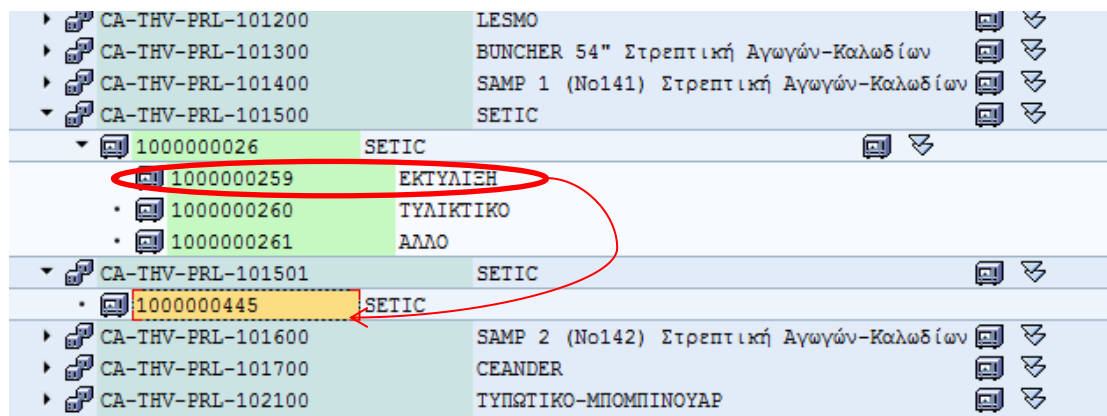 CA-THV-PRL-101200 LESMO
CA-THV-PRL-101300 BUNCHER 54" Στρεπτική Αγωγών-Καλωδίων
CA-THV-PRL-101400 SAMP 1 (No141) Στρεπτική Αγωγών-Καλωδίων
CA-THV-PRL-101500 SETIC
1000000026 SETIC
1000000259 ΕΚΤΥΛΙΞΗ
1000000260 ΤΥΛΙΚΤΙΚΟ
1000000261 ΑΛΛΟ
CA-THV-PRL-101501 SETIC
1000000445 SETIC
CA-THV-PRL-101600 SAMP 2 (No142) Στρεπτική Αγωγών-Καλωδίων
CA-THV-PRL-101700 CEANDER
CA-THV-PRL-102100 ΤΥΠΩΤΙΚΟ-ΜΠΟΜΠΙΝΟΥΑΡ